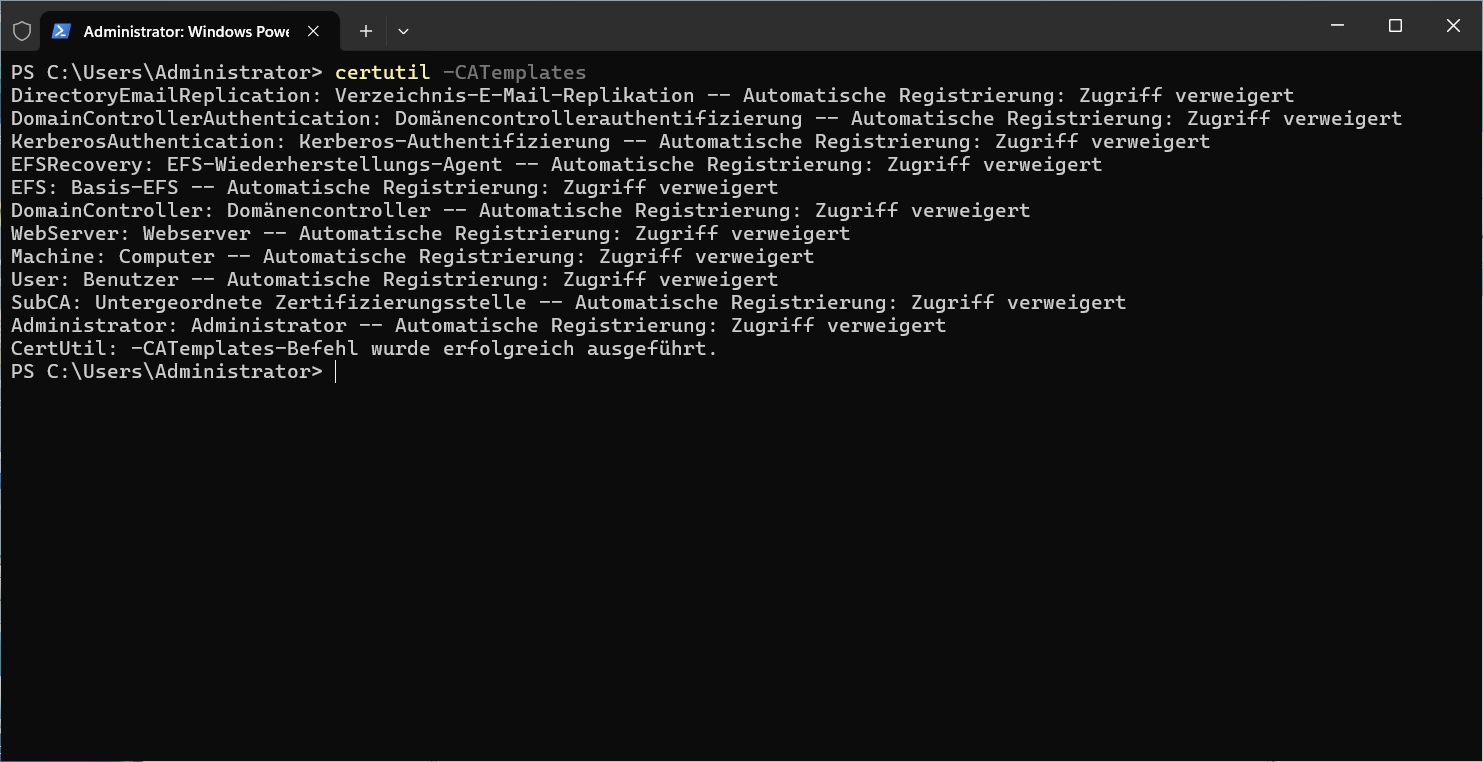 Administrator: Windows Powe
PS C:\Users\Administrator> certutil -CATemplates
DirectoryEmailReplication: Verzeichnis-E-Mail-Replikation -- Automatische Registrierung: Zugriff verweigert
DomainControllerAuthentication: Domänencontrollerauthentifizierung -- Automatische Registrierung: Zugriff verweigert
KerberosAuthentication: Kerberos-Authentifizierung -- Automatische Registrierung: Zugriff verweigert
EFSRecovery: EFS-Wiederherstellungs-Agent -- Automatische Registrierung: Zugriff verweigert
EFS: Basis-EFS -- Automatische Registrierung: Zugriff verweigert
DomainController: Domänencontroller -- Automatische Registrierung: Zugriff verweigert
WebServer: Webserver -- Automatische Registrierung: Zugriff verweigert
Machine: Computer -- Automatische Registrierung: Zugriff verweigert
User: Benutzer -- Automatische Registrierung: Zugriff verweigert
SubCA: Untergeordnete Zertifizierungsstelle -- Automatische Registrierung: Zugriff verweigert
Administrator: Administrator -- Automatische Registrierung: Zugriff verweigert
CertUtil: -CATemplates-Befehl wurde erfolgreich ausgeführt.
PS C:\Users\Administrator>